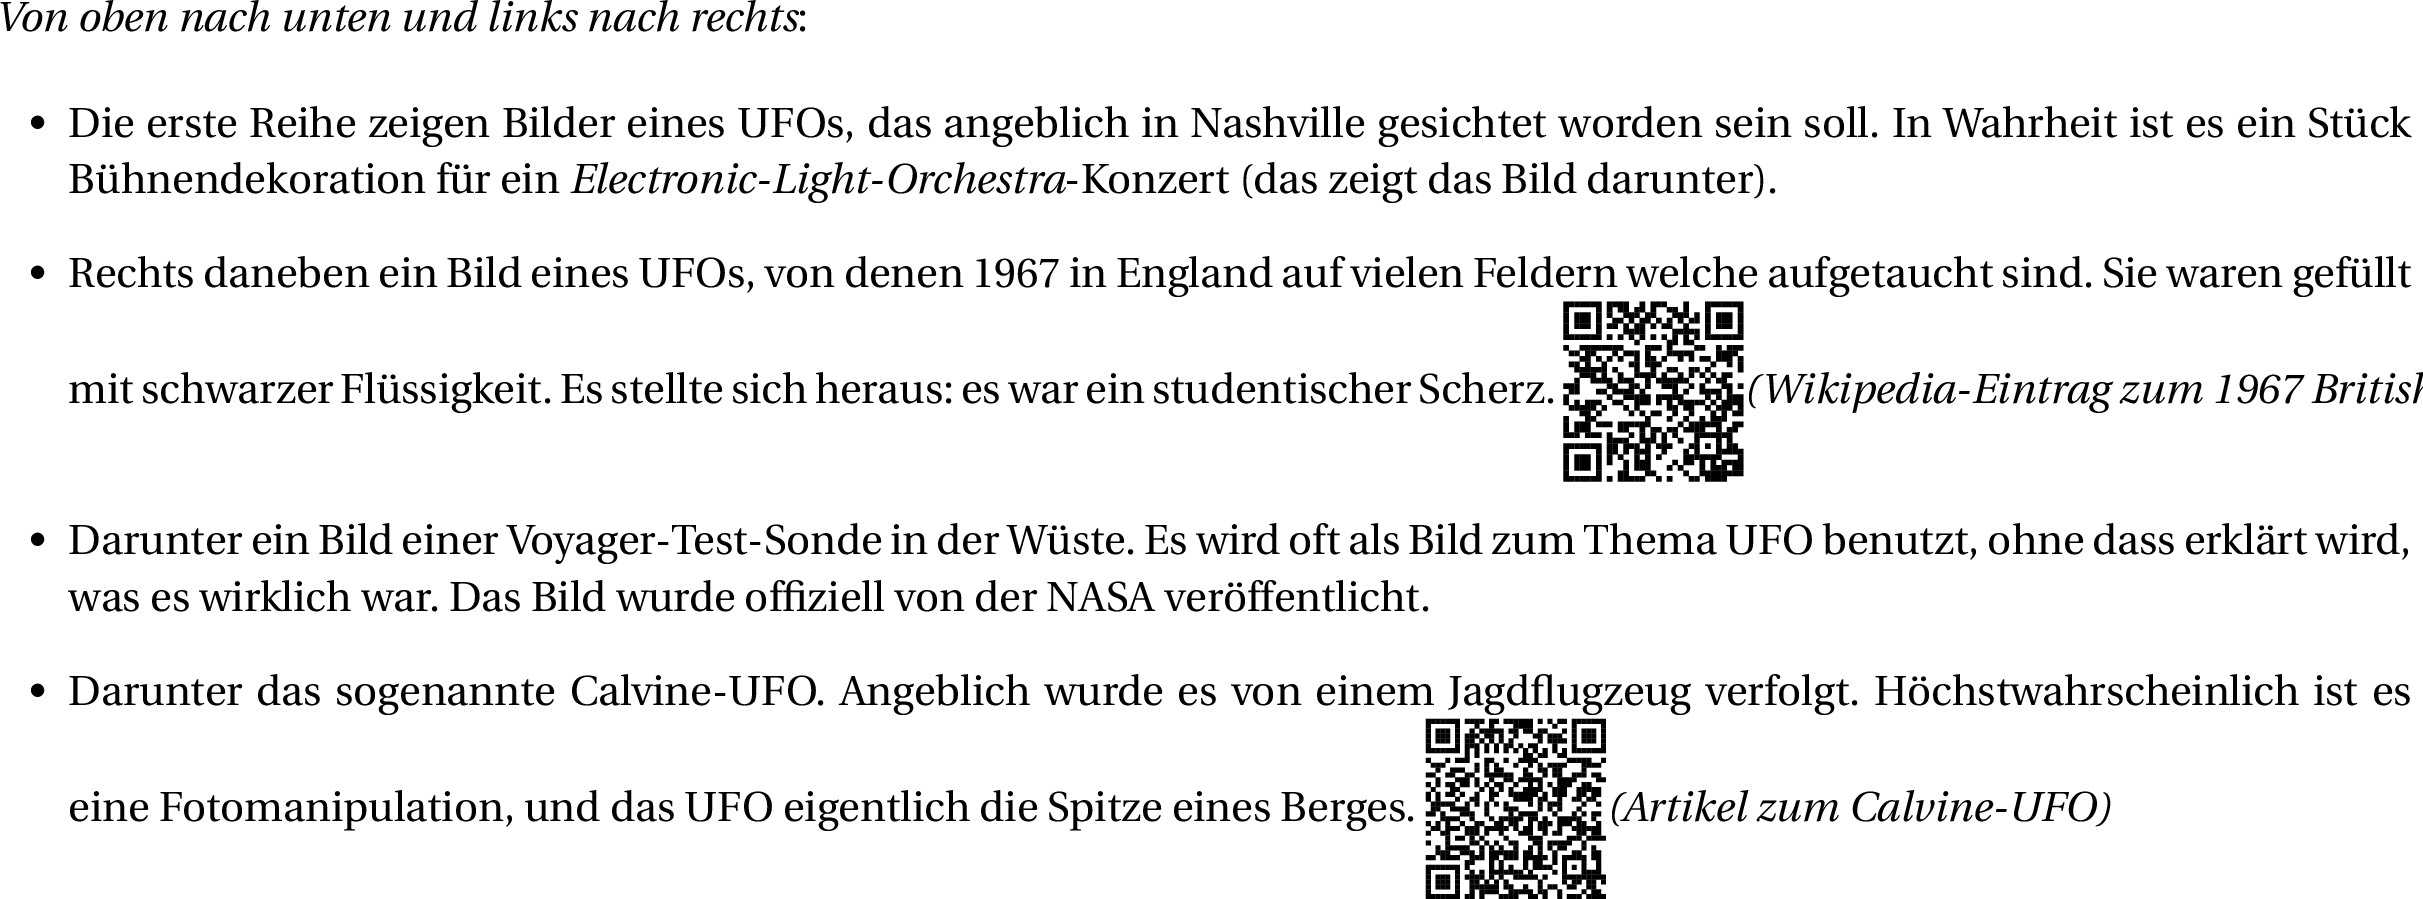 Von oben nach unten und links nach rechts:
• Die erste Reihe zeigen Bilder eines UFOs, das angeblich in Nashville gesichtet worden sein soll. In Wahrheit ist es ein Stück
Bühnendekoration für ein Electronic-Light-Orchestra-Konzert (das zeigt das Bild darunter).
• Rechts daneben ein Bild eines UFOs, von denen 1967 in England auf vielen Feldern welche aufgetaucht sind. Sie waren gefüllt
mit schwarzer Flüssigkeit. Es stellte sich heraus: es war ein studentischer Scherz. (Wikipedia-Eintrag zum 1967 British
• Darunter ein Bild einer Voyager-Test-Sonde in der Wüste. Es wird oft als Bild zum Thema UFO benutzt, ohne dass erklärt wird,
was es wirklich war. Das Bild wurde offiziell von der NASA veröffentlicht.
• Darunter das sogenannte Calvine-UFO. Angeblich wurde es von einem Jagdflugzeug verfolgt. Höchstwahrscheinlich ist es
eine Fotomanipulation, und das UFO eigentlich die Spitze eines Berges. (Artikel zum Calvine-UFO)